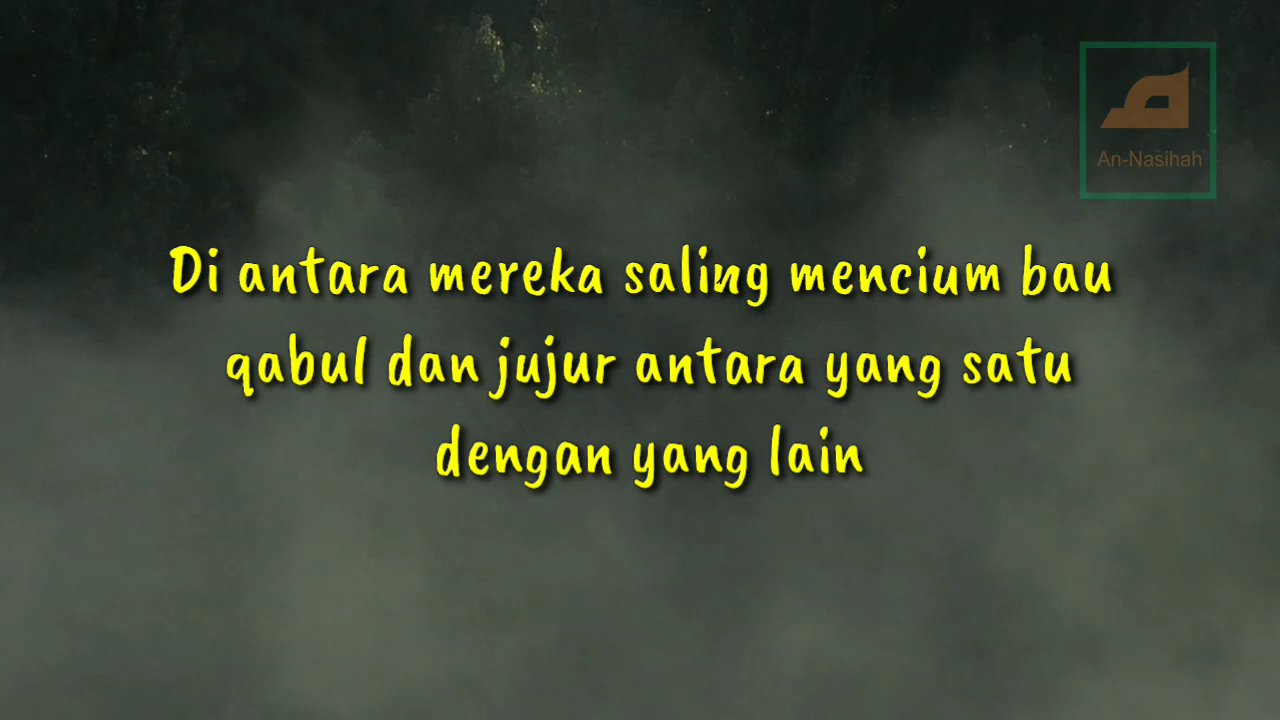 An-Nasihah
Di antara mereka saling mencium bau
qabul dan jujur antara yang satu
dengan yang lain